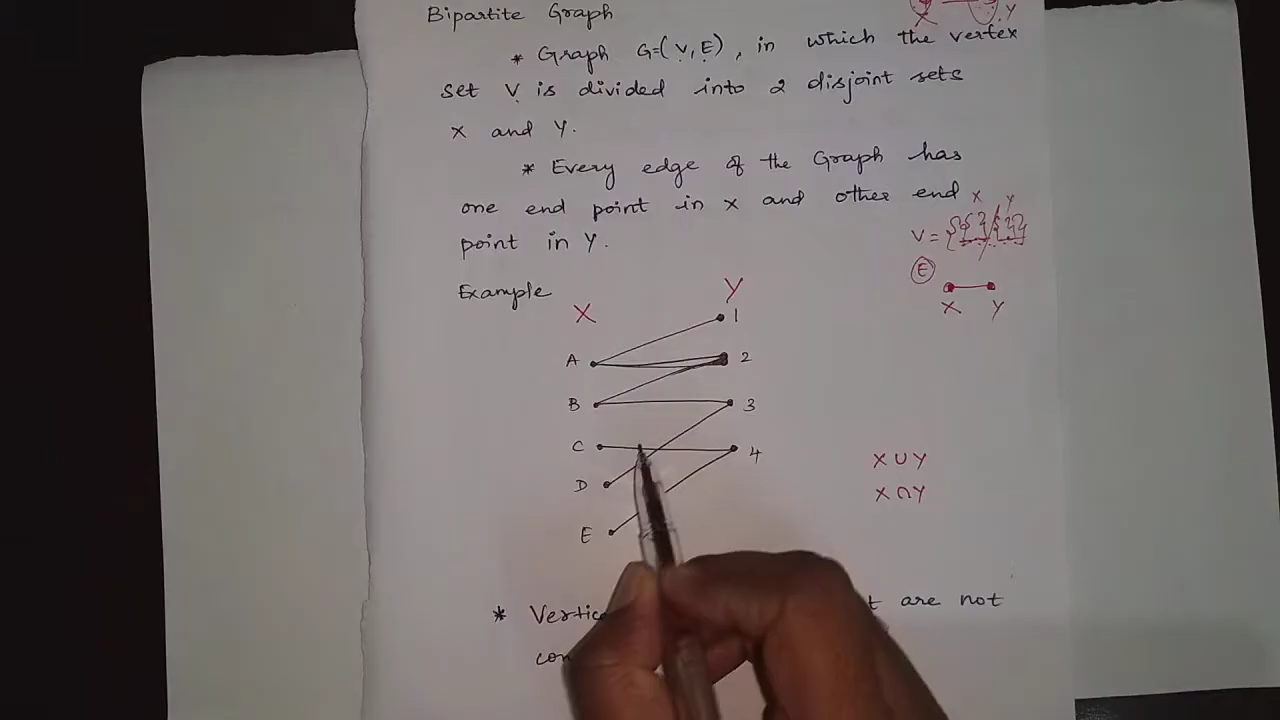 Bipartite Graph
X Y
* Graph G=(V,E), in which the vertex
set V is divided into 2 disjoint sets
X and Y.
* Every edge of the Graph has
one end point in X and other end
point in Y.
X Y
V =
E
X Y
Example
X Y
1
A 2
B 3
C 4
D
E
X ∪ Y
X ∩ Y
* are not